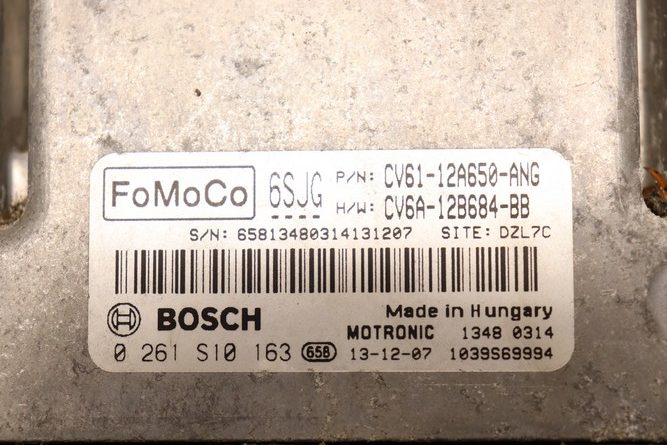 FoMoCo 6SJG P/N: CV61-12A650-ANG
H/W: CV6A-12B684-BB
S/N: 65813480314131207 SITE: DZL7C
Made in Hungary
BOSCH MOTRONIC 1348 0314
0 261 S10 163 658 13-12-07 1039S69994